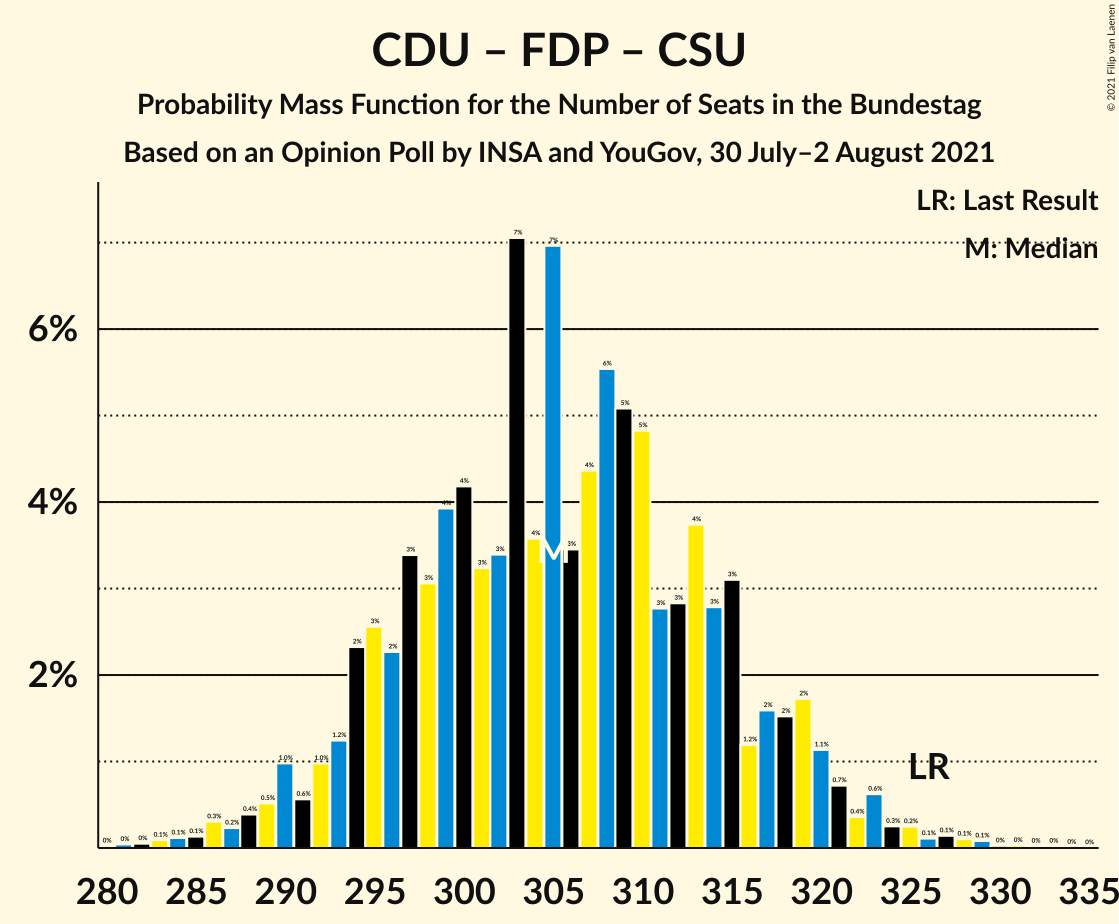 CDU – FDP – CSU
Probability Mass Function for the Number of Seats in the Bundestag
Based on an Opinion Poll by INSA and YouGov, 30 July–2 August 2021
© 2021 Filip van Laenen
LR: Last Result
M: Median
6%
4%
2%
0% 0% 0% 0.1% 0.1% 0.1% 0.3% 0.2% 0.4% 0.5% 1.0% 0.6% 1.0% 1.2% 2% 3% 2% 3% 3% 4% 4% 3% 3% 7% 4% 7% 3% 4% 6% 5% 5% 3% 3% 4% 3% 3% 1.2% 2% 2% 2% 1.1% 0.7% 0.4% 0.6% 0.3% 0.2% 0.1% 0.1% 0.1% 0.1% 0% 0% 0% 0% 0% 0%
M
LR
280 285 290 295 300 305 310 315 320 325 330 335